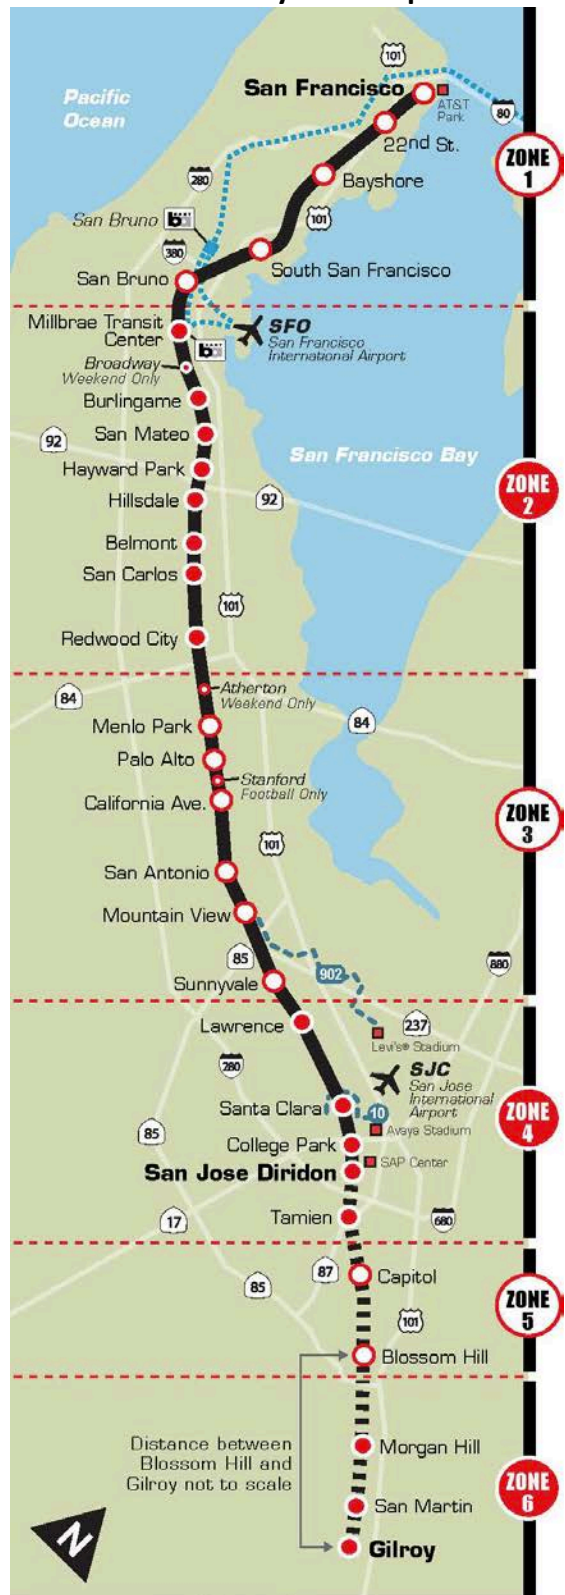 101
San Francisco
AT&T
Park
80
Pacific
Ocean
22nd St.
ZONE
1
Bayshore
280
101
San Bruno
380
South San Francisco
San Bruno
Millbrae Transit
Center
SFO
San Francisco
International Airport
Broadway
Weekend Only
Burlingame
San Mateo
92
Hayward Park
San Francisco Bay
ZONE
2
Hillsdale
92
Belmont
San Carlos
101
Redwood City
Atherton
Weekend Only
84
Menlo Park
84
Palo Alto
Stanford
Football Only
California Ave.
ZONE
3
101
San Antonio
Mountain View
85
902
880
Sunnyvale
Lawrence
237
Levi's® Stadium
280
SJC
San Jose
International
Airport
Santa Clara
10
ZONE
4
85
Avaya Stadium
College Park
SAP Center
San Jose Diridon
Tamien
17
680
87
Capitol
85
ZONE
5
101
Blossom Hill
Distance between
Blossom Hill and
Gilroy not to scale
Morgan Hill
ZONE
6
San Martin
N
Gilroy